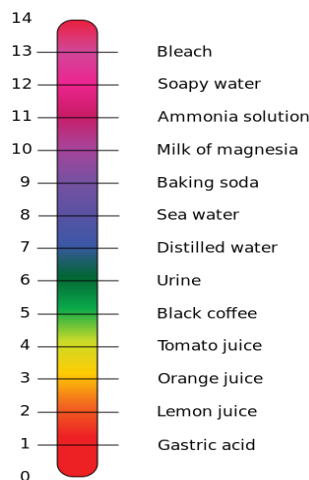 14
13 Bleach
12 Soapy water
11 Ammonia solution
10 Milk of magnesia
9 Baking soda
8 Sea water
7 Distilled water
6 Urine
5 Black coffee
4 Tomato juice
3 Orange juice
2 Lemon juice
1 Gastric acid
0